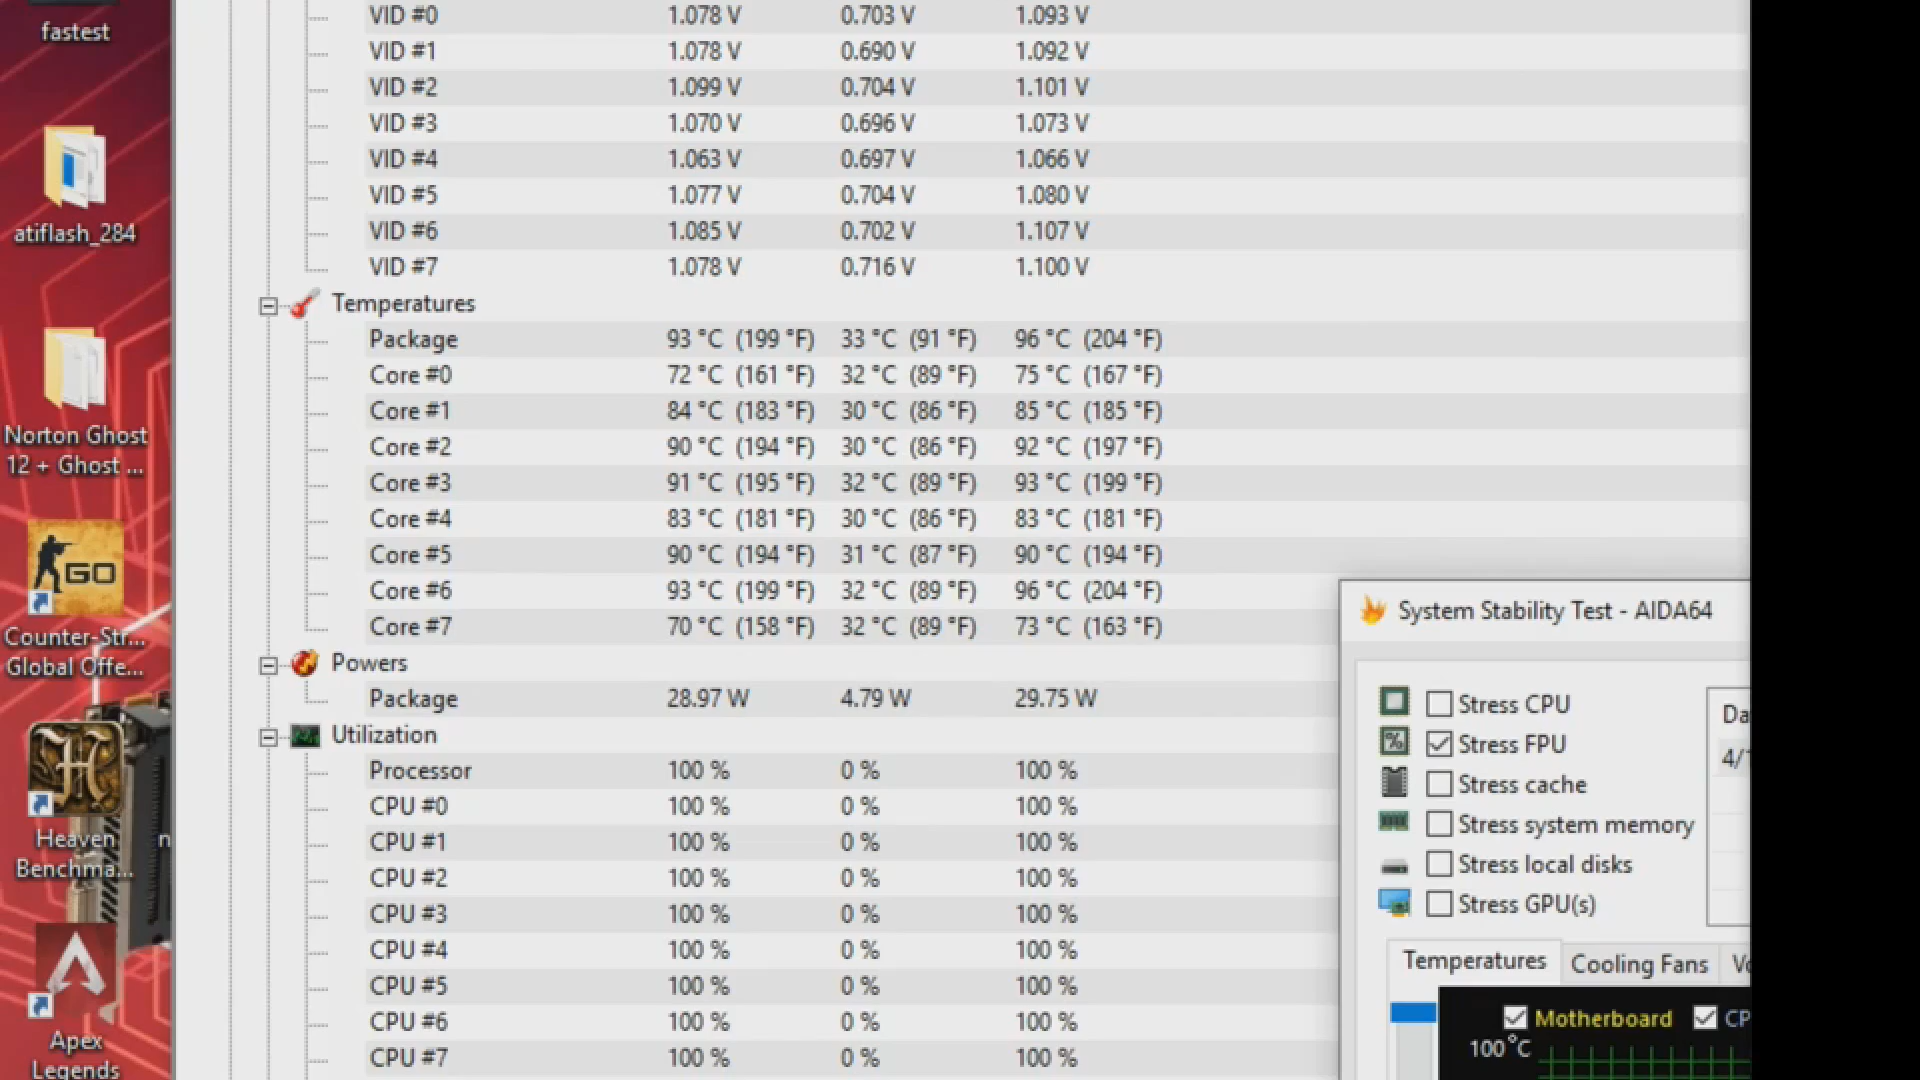 fastest
atiflash_284
Norton Ghost
12 + Ghost ...
GO
Counter-Str...
Global Offe...
H
Heaven
Benchma...
Apex
Legends
VID #0 1.078 V 0.703 V 1.093 V
VID #1 1.078 V 0.690 V 1.092 V
VID #2 1.099 V 0.704 V 1.101 V
VID #3 1.070 V 0.696 V 1.073 V
VID #4 1.063 V 0.697 V 1.066 V
VID #5 1.077 V 0.704 V 1.080 V
VID #6 1.085 V 0.702 V 1.107 V
VID #7 1.078 V 0.716 V 1.100 V
Temperatures
Package 93 °C (199 °F) 33 °C (91 °F) 96 °C (204 °F)
Core #0 72 °C (161 °F) 32 °C (89 °F) 75 °C (167 °F)
Core #1 84 °C (183 °F) 30 °C (86 °F) 85 °C (185 °F)
Core #2 90 °C (194 °F) 30 °C (86 °F) 92 °C (197 °F)
Core #3 91 °C (195 °F) 32 °C (89 °F) 93 °C (199 °F)
Core #4 83 °C (181 °F) 30 °C (86 °F) 83 °C (181 °F)
Core #5 90 °C (194 °F) 31 °C (87 °F) 90 °C (194 °F)
Core #6 93 °C (199 °F) 32 °C (89 °F) 96 °C (204 °F)
Core #7 70 °C (158 °F) 32 °C (89 °F) 73 °C (163 °F)
Powers
Package 28.97 W 4.79 W 29.75 W
Utilization
Processor 100 % 0 % 100 %
CPU #0 100 % 0 % 100 %
CPU #1 100 % 0 % 100 %
CPU #2 100 % 0 % 100 %
CPU #3 100 % 0 % 100 %
CPU #4 100 % 0 % 100 %
CPU #5 100 % 0 % 100 %
CPU #6 100 % 0 % 100 %
CPU #7 100 % 0 % 100 %
System Stability Test - AIDA64
Stress CPU
Stress FPU
Stress cache
Stress system memory
Stress local disks
Stress GPU(s)
Da
4/
Temperatures Cooling Fans
Motherboard CP
100°C